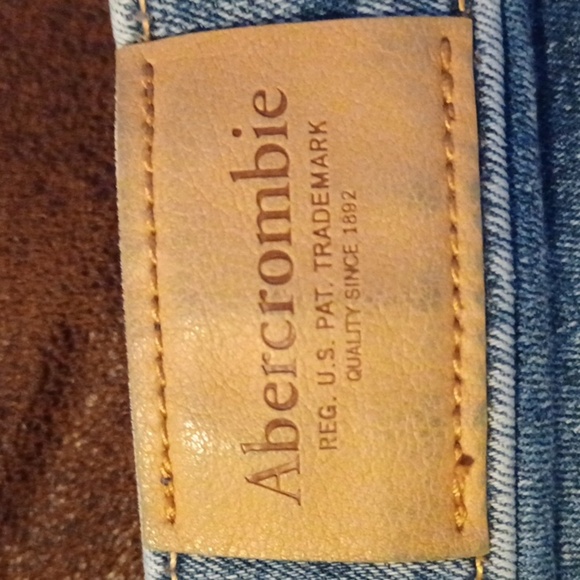 Abercrombie
REG. U.S. PAT. TRADEMARK
QUALITY SINCE 1892